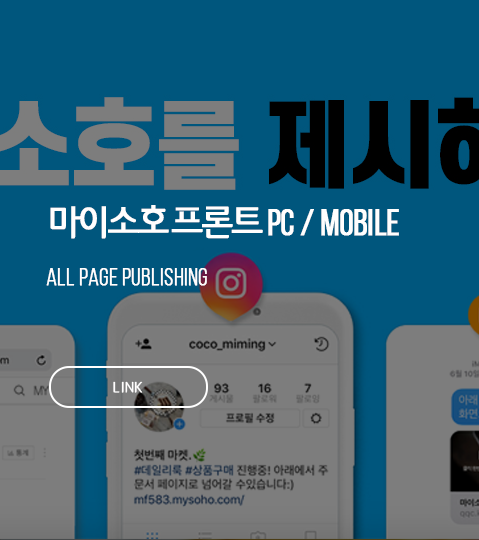 소호를 제시하
마이소호 프론트 PC / MOBILE
ALL PAGE PUBLISHING
coco_miming
m
MY
LINK
93 16 7
게시물 팔로워 팔로잉
프로필 수정
통계
첫번째 마켓.🌿
#데일리룩 #상품구매 진행중! 아래에서 주
문서 페이지로 넘어갈 수있습니다:)
mf583.mysoho.com/
6월 10일
아래
화면
마이소
qqc.